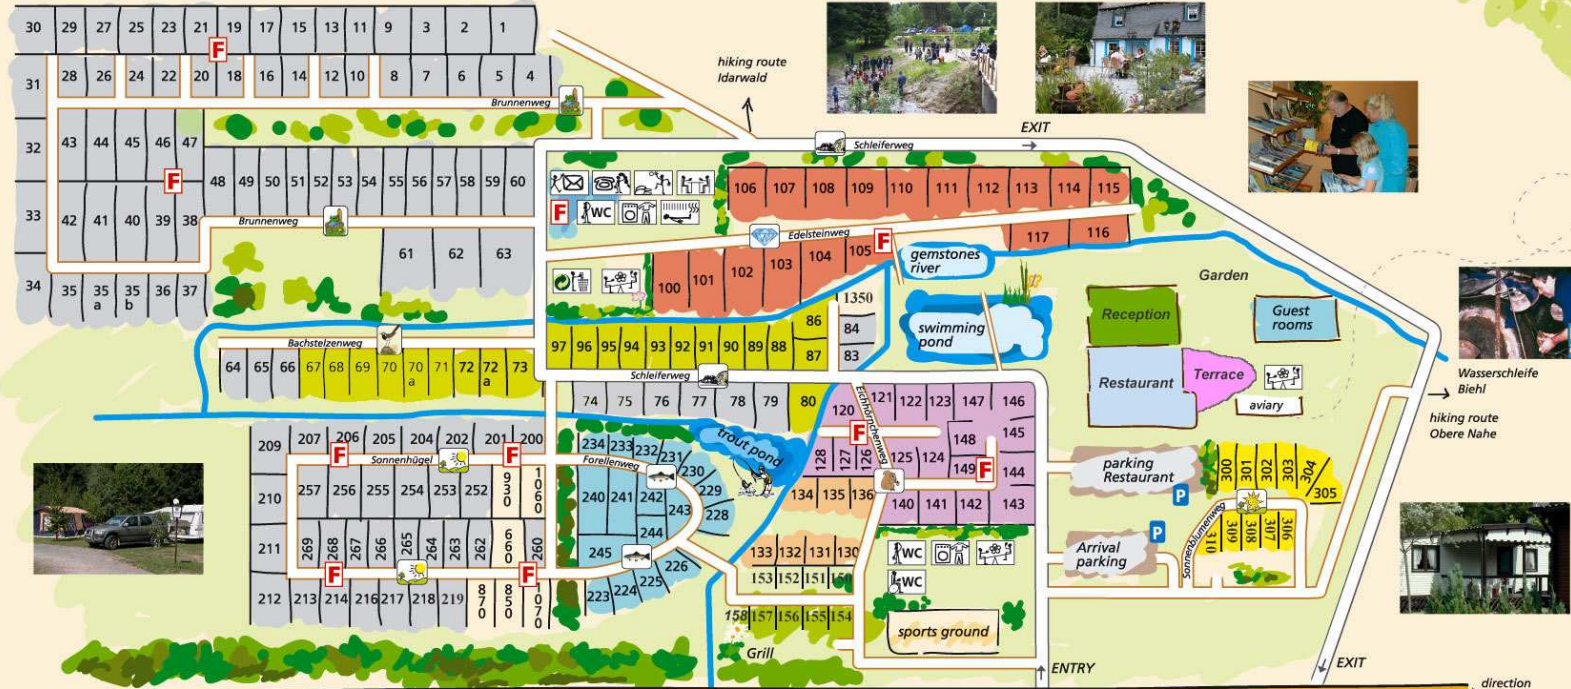 30 29 27 25 23 21 19 17 15 13 11 9 3 2 1
F
31 28 26 24 22 20 18 16 14 12 10 8 7 6 5 4
Brunnenweg
hiking route
Idarwald
EXIT
Schleiferweg
32 43 44 45 46 47
F
48 49 50 51 52 53 54 55 56 57 58 59 60
33 42 41 40 39 38
Brunnenweg
61 62 63
34 35 35 a 35 b 36 37
F WC
106 107 108 109 110 111 112 113 114 115
Edelsteinweg
F
117 116
100 101 102 103 104 105
gemstones
river
swimming
pond
Garden
Reception
Guest
rooms
Restaurant
Terrace
aviary
Wasserschleife
Biehl
hiking route
Obere Nahe
Bachstelzenweg
64 65 66 67 68 69 70 70 a 71 72 72 a 73
97 96 95 94 93 92 91 90 89 88
86
87
1350
84
83
Schleiferweg
74 75 76 77 78 79 80
trout pond
Eichhörnchenweg
120 121 122 123 147 146
F
148 145
128 127 126 125 124 149 F 144
134 135 136 140 141 142 143
209 207 206 205 204 202 201 200
F F
Sonnenhügel
Forellenweg
210 257 256 255 254 253 252 930 1060
211 269 268 267 266 265 264 263 262 660 260
F F
212 213 214 216 217 218 219 870 850 1070
234 233 232 231 230 229 228
240 241 242 243 244 245
226 225 224 223
133 132 131 130
153 152 151 150
158 157 156 155 154
Grill
WC
WC
sports ground
ENTRY
parking
Restaurant
P
Arrival
parking
P
Sonnenblumenweg
300 301 302 303 304 305
310 309 308 307 306
EXIT
direction